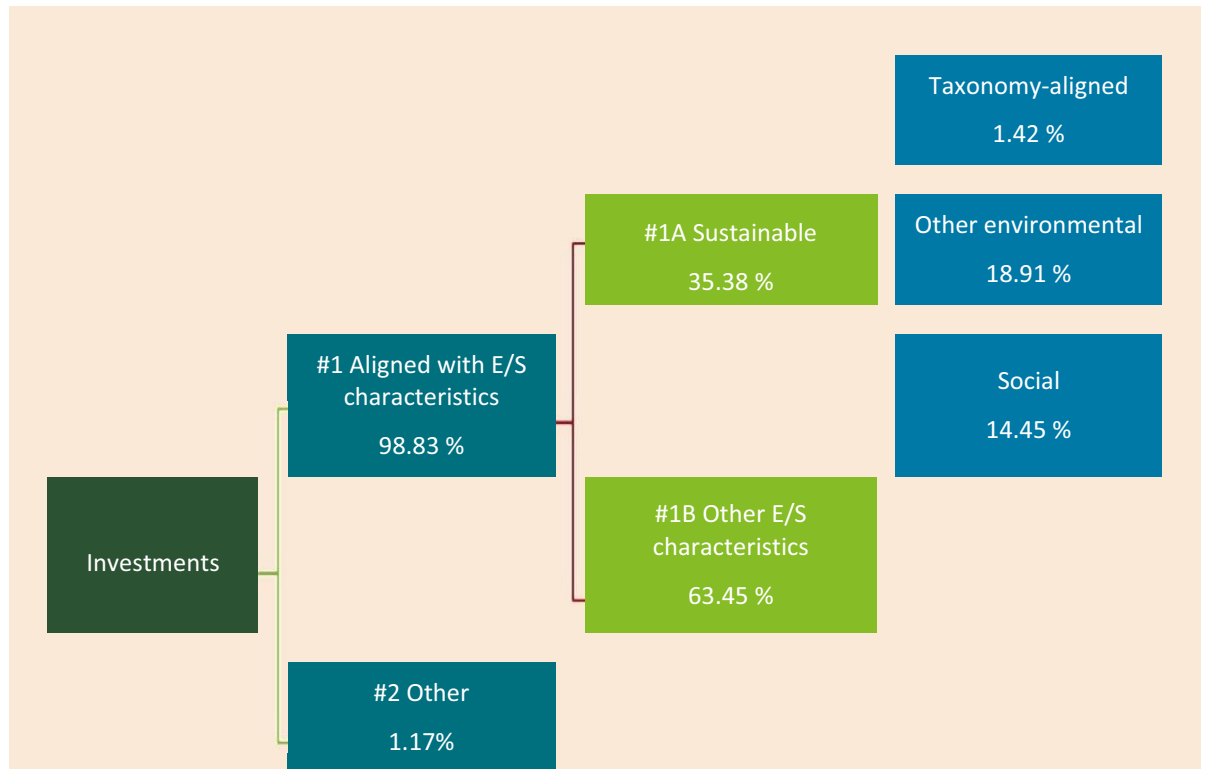 Taxonomy-aligned
1.42 %
#1A Sustainable
35.38 %
Other environmental
18.91 %
#1 Aligned with E/S
characteristics
98.83 %
Social
14.45 %
Investments
#1B Other E/S
characteristics
63.45 %
#2 Other
1.17%